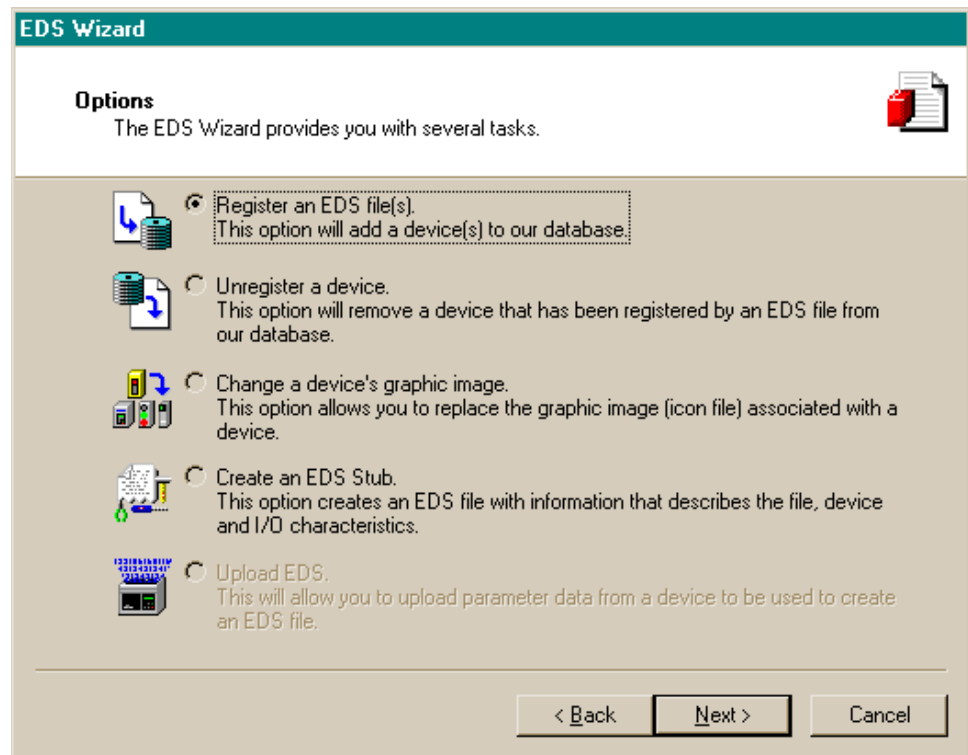 EDS Wizard
Options
The EDS Wizard provides you with several tasks.
Register an EDS file(s).
This option will add a device(s) to our database.
Unregister a device.
This option will remove a device that has been registered by an EDS file from
our database.
Change a device's graphic image.
This option allows you to replace the graphic image (icon file) associated with a
device.
Create an EDS Stub.
This option creates an EDS file with information that describes the file, device
and I/O characteristics.
Upload EDS.
This will allow you to upload parameter data from a device to be used to create
an EDS file.
< Back Next > Cancel